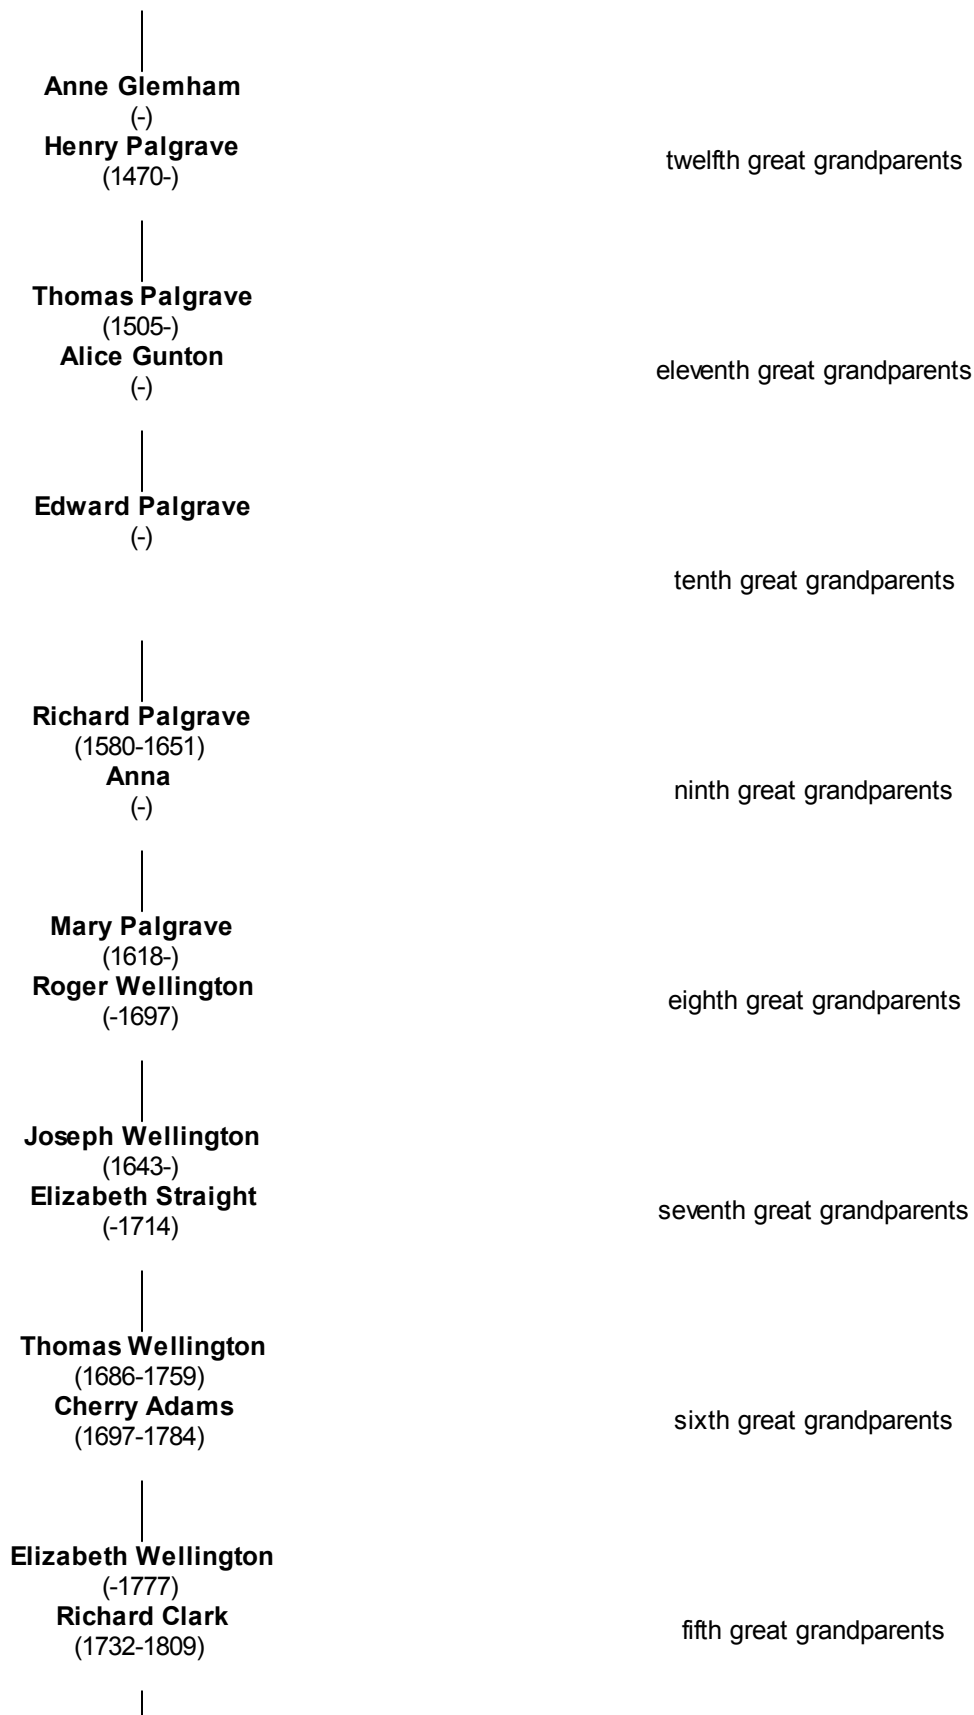 Anne Glemham
(-)
Henry Palgrave
(1470-)
twelfth great grandparents
Thomas Palgrave
(1505-)
Alice Gunton
(-)
eleventh great grandparents
Edward Palgrave
(-)
tenth great grandparents
Richard Palgrave
(1580-1651)
Anna
(-)
ninth great grandparents
Mary Palgrave
(1618-)
Roger Wellington
(-1697)
eighth great grandparents
Joseph Wellington
(1643-)
Elizabeth Straight
(-1714)
seventh great grandparents
Thomas Wellington
(1686-1759)
Cherry Adams
(1697-1784)
sixth great grandparents
Elizabeth Wellington
(-1777)
Richard Clark
(1732-1809)
fifth great grandparents